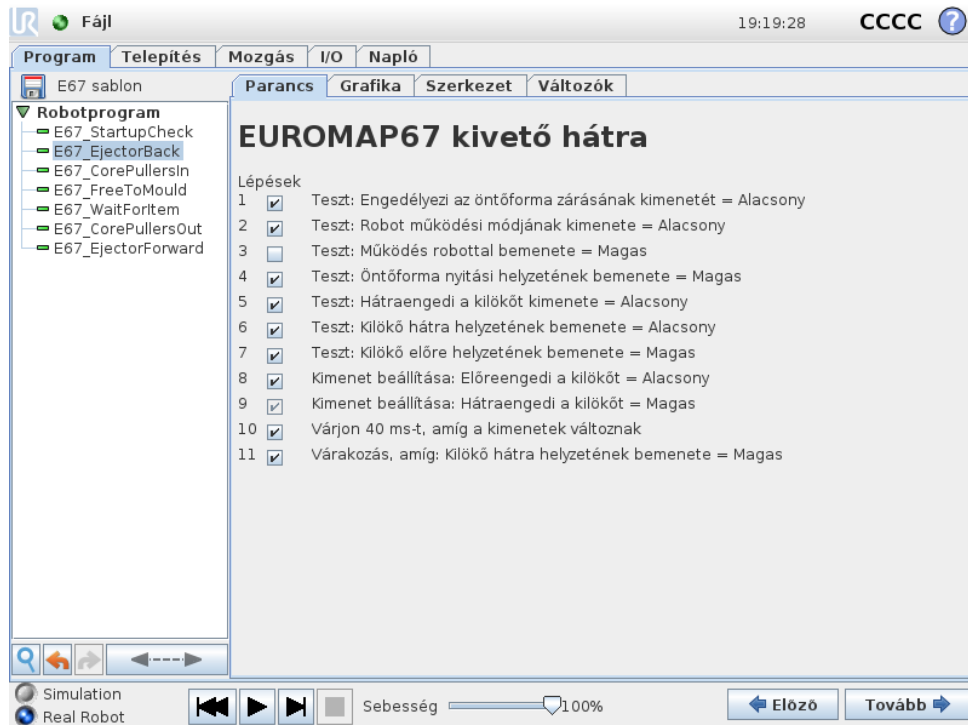 UR Fájl 19:19:28 CCCC ?
Program Telepítés Mozgás I/O Napló
E67 sablon
Parancs Grafika Szerkezet Változók
Robotprogram
E67_StartupCheck
E67_EjectorBack
E67_CorePullersIn
E67_FreeToMould
E67_WaitForItem
E67_CorePullersOut
E67_EjectorForward
EUROMAP67 kivető hátra
Lépések
1 Teszt: Engedélyezi az öntőforma zárásának kimenetét = Alacsony
2 Teszt: Robot működési módjának kimenete = Alacsony
3 Teszt: Működés robottal bemenete = Magas
4 Teszt: Öntőforma nyitási helyzetének bemenete = Magas
5 Teszt: Hátraengedi a kilökőt kimenete = Alacsony
6 Teszt: Kilökő hátra helyzetének bemenete = Alacsony
7 Teszt: Kilökő előre helyzetének bemenete = Magas
8 Kimenet beállítása: Előreengedi a kilökőt = Alacsony
9 Kimenet beállítása: Hátraengedi a kilökőt = Magas
10 Várjon 40 ms-t, amíg a kimenetek változnak
11 Várakozás, amíg: Kilökő hátra helyzetének bemenete = Magas
Simulation
Real Robot
Sebesség 100%
Előző Tovább